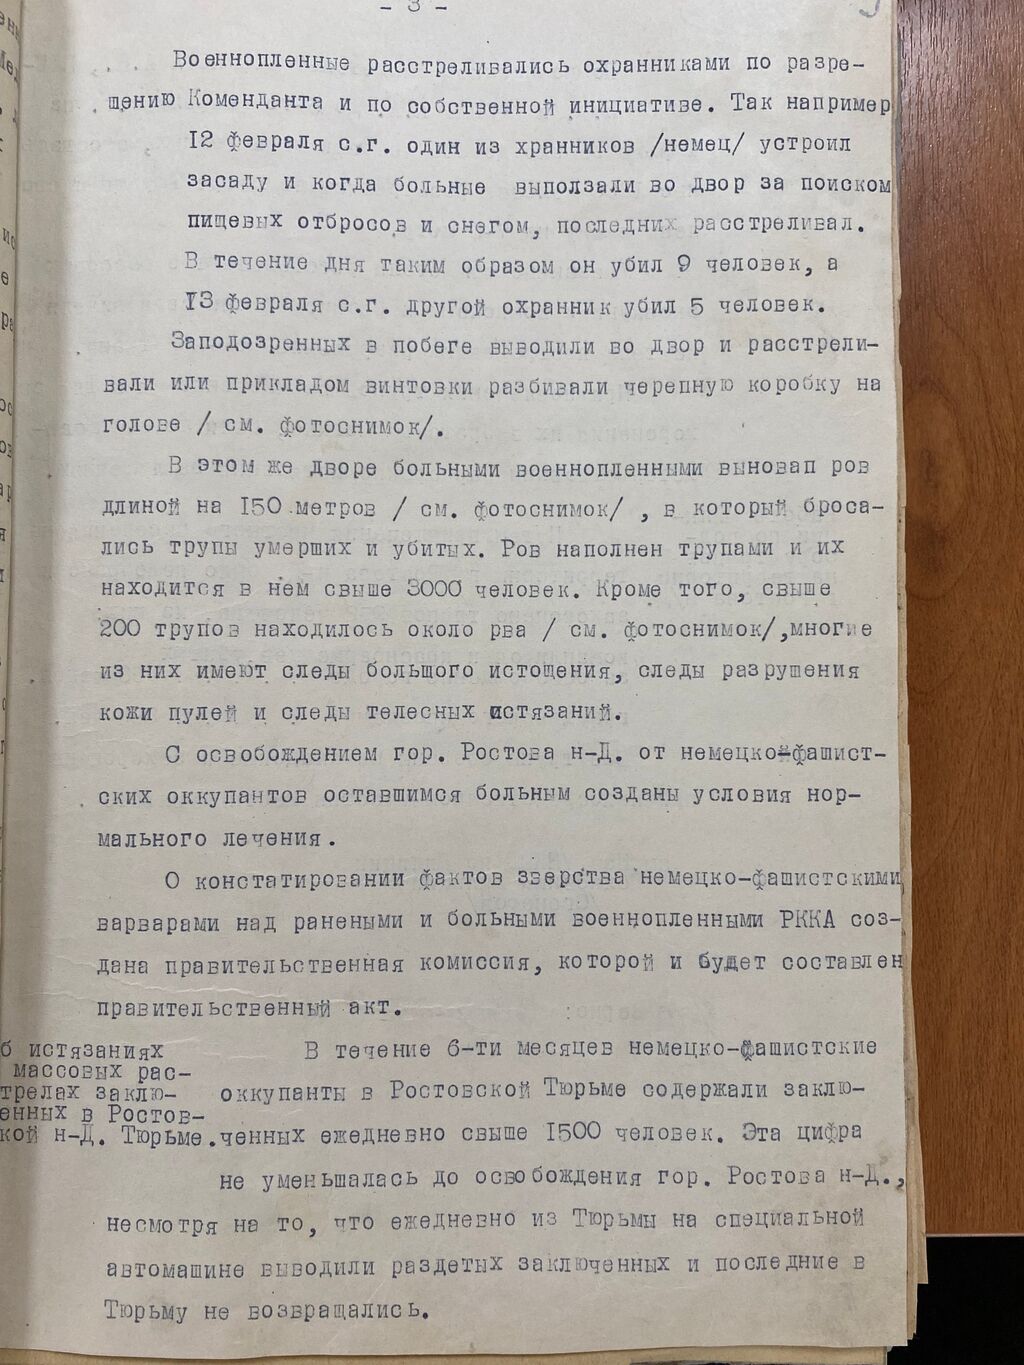 - 3 -
Военнопленные расстреливались охранниками по разре-
щению Коменданта и по собственной инициативе. Так например
12 февраля с.г. один из хранников /немец/ устроил
засаду и когда больные выползали во двор за поиском
пищевых отбросов и снегом, последних расстреливал.
В течение дня таким образом он убил 9 человек, а
13 февраля с.г. другой охранник убил 5 человек.
Заподозренных в побеге выводили во двор и расстрели-
вали или прикладом винтовки разбивали черепную коробку на
голове / см. фотоснимок/.
В этом же дворе больными военнопленными выновап ров
длиной на 150 метров / см. фотоснимок/ , в который броса-
лись трупы умерших и убитых. Ров наполнен трупами и их
находится в нем свыше 3000 человек. Кроме того, свыше
200 трупов находилось около рва / см. фотоснимок/,многие
из них имеют следы большого истощения, следы разрушения
кожи пулей и следы телесных истязаний.
С освобождением гор. Ростова н-Д. от немецко-фашист-
ских оккупантов оставшимся больным созданы условия нор-
мального лечения.
О констатировании фактов зверства немецко-фашистскими
варварами над ранеными и больными военнопленными РККА соз-
дана правительственная комиссия, которой и будет составлен
правительственный акт.
б истязаниях
массовых рас-
трелах заклю-
енных в Ростов-
кой н-Д. Тюрьме.
В течение 6-ти месяцев немецко-фашистские
оккупанты в Ростовской Тюрьме содержали заклю-
ченных ежедневно свыше 1500 человек. Эта цифра
не уменьшалась до освобождения гор. Ростова н-Д.,
несмотря на то, что ежедневно из Тюрьмы на специальной
автомашине выводили раздетых заключенных и последние в
Тюрьму не возвращались.